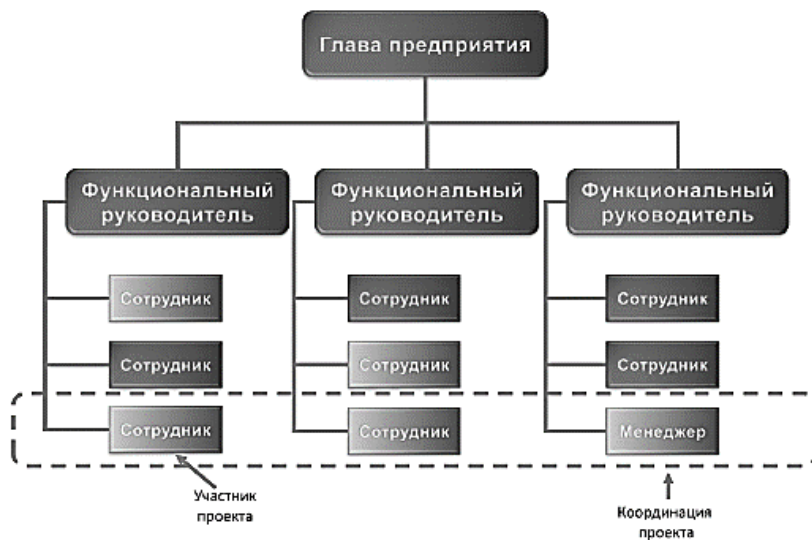 Глава предприятия
Функциональный
руководитель
Функциональный
руководитель
Функциональный
руководитель
Сотрудник
Сотрудник
Сотрудник
Сотрудник
Сотрудник
Сотрудник
Сотрудник
Сотрудник
Менеджер
Участник
проекта
Координация
проекта